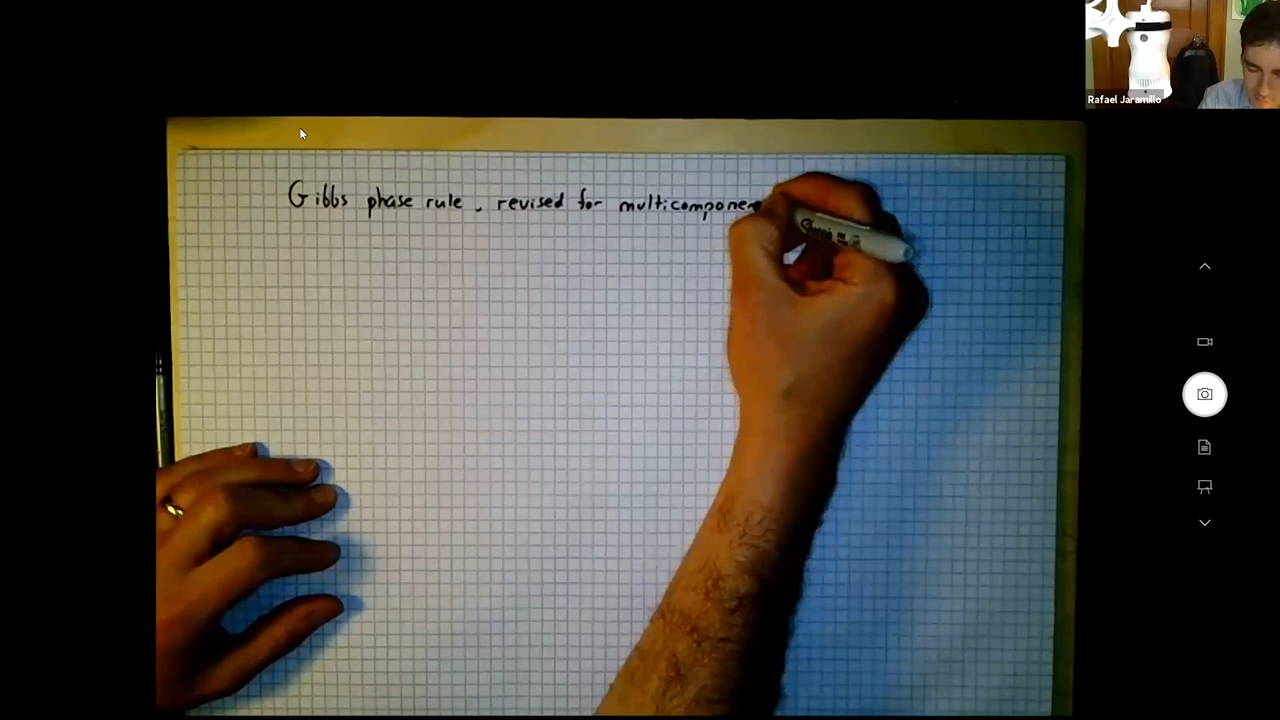 Rafael Jaramillo
Gibbs phase rule, revised for multicompone